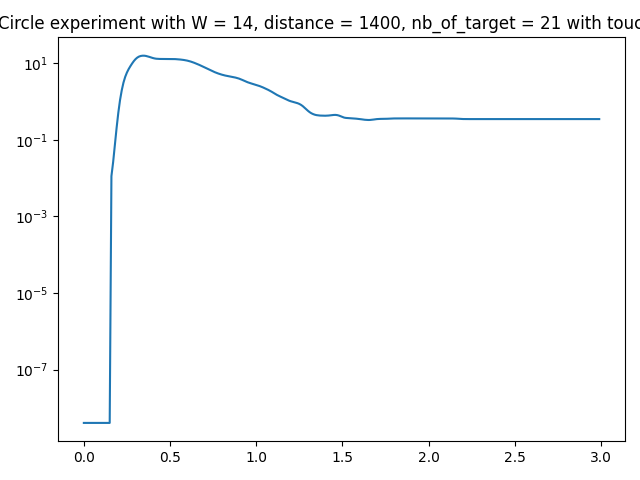 Circle experiment with W = 14, distance = 1400, nb_of_target = 21 with touc
10¹
10⁻¹
10⁻³
10⁻⁵
10⁻⁷
0.0 0.5 1.0 1.5 2.0 2.5 3.0